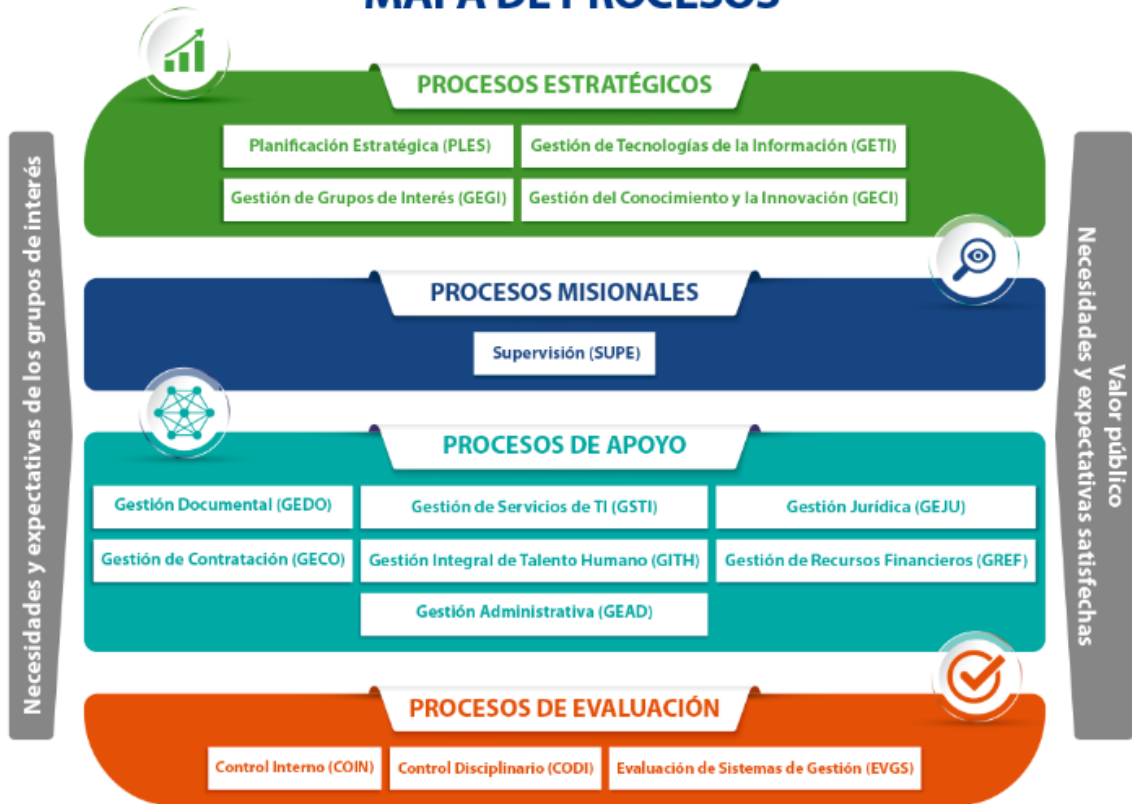 MAPA DE PROCESOS
PROCESOS ESTRATÉGICOS
Planificación Estratégica (PLES)
Gestión de Tecnologías de la Información (GETI)
Gestión de Grupos de Interés (GEGI)
Gestión del Conocimiento y la Innovación (GECI)
Necesidades y expectativas de los grupos de interés
PROCESOS MISIONALES
Supervisión (SUPE)
PROCESOS DE APOYO
Gestión Documental (GEDO)
Gestión de Servicios de TI (GSTI)
Gestión Jurídica (GEJU)
Gestión de Contratación (GECO)
Gestión Integral de Talento Humano (GITH)
Gestión de Recursos Financieros (GREF)
Gestión Administrativa (GEAD)
PROCESOS DE EVALUACIÓN
Control Interno (COIN)
Control Disciplinario (CODI)
Evaluación de Sistemas de Gestión (EVGS)
Valor público
Necesidades y expectativas satisfechas